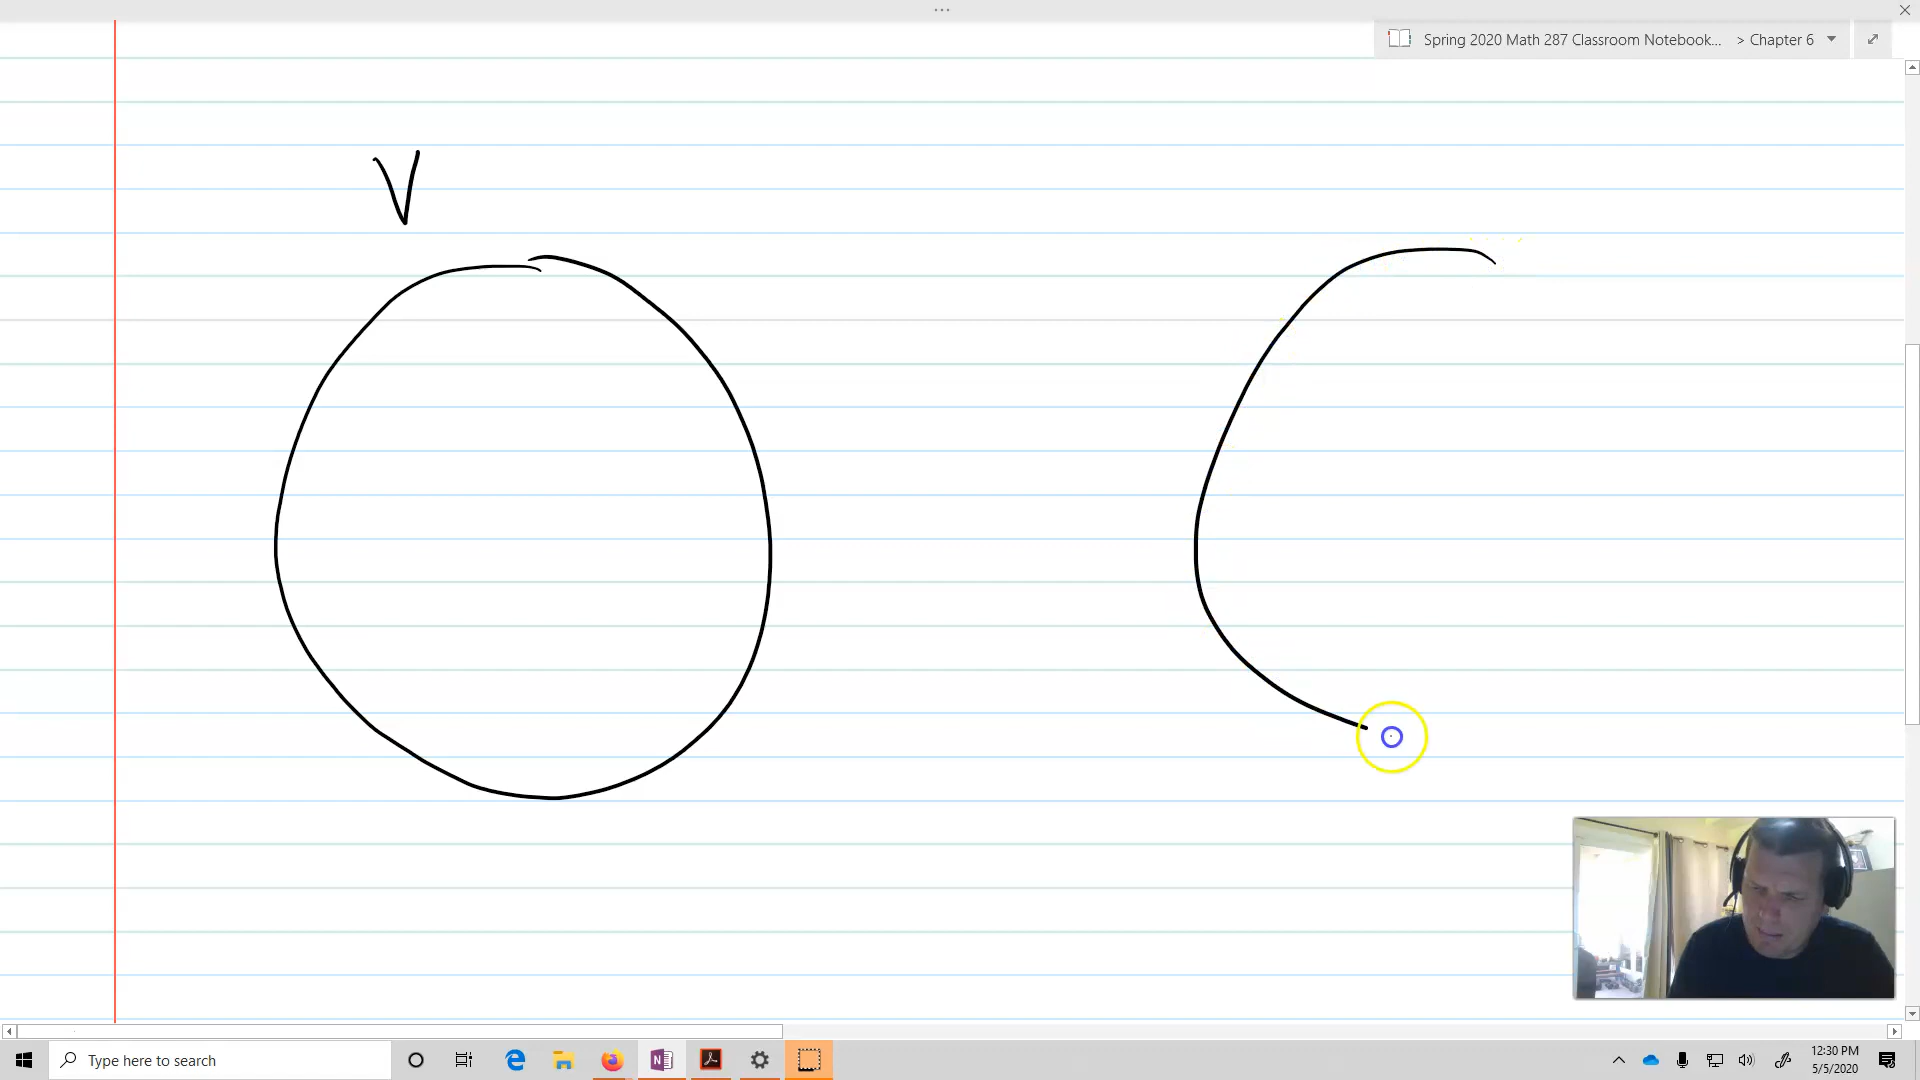 Spring 2020 Math 287 Classroom Notebook... > Chapter 6
V
Type here to search
12:30 PM
5/5/2020